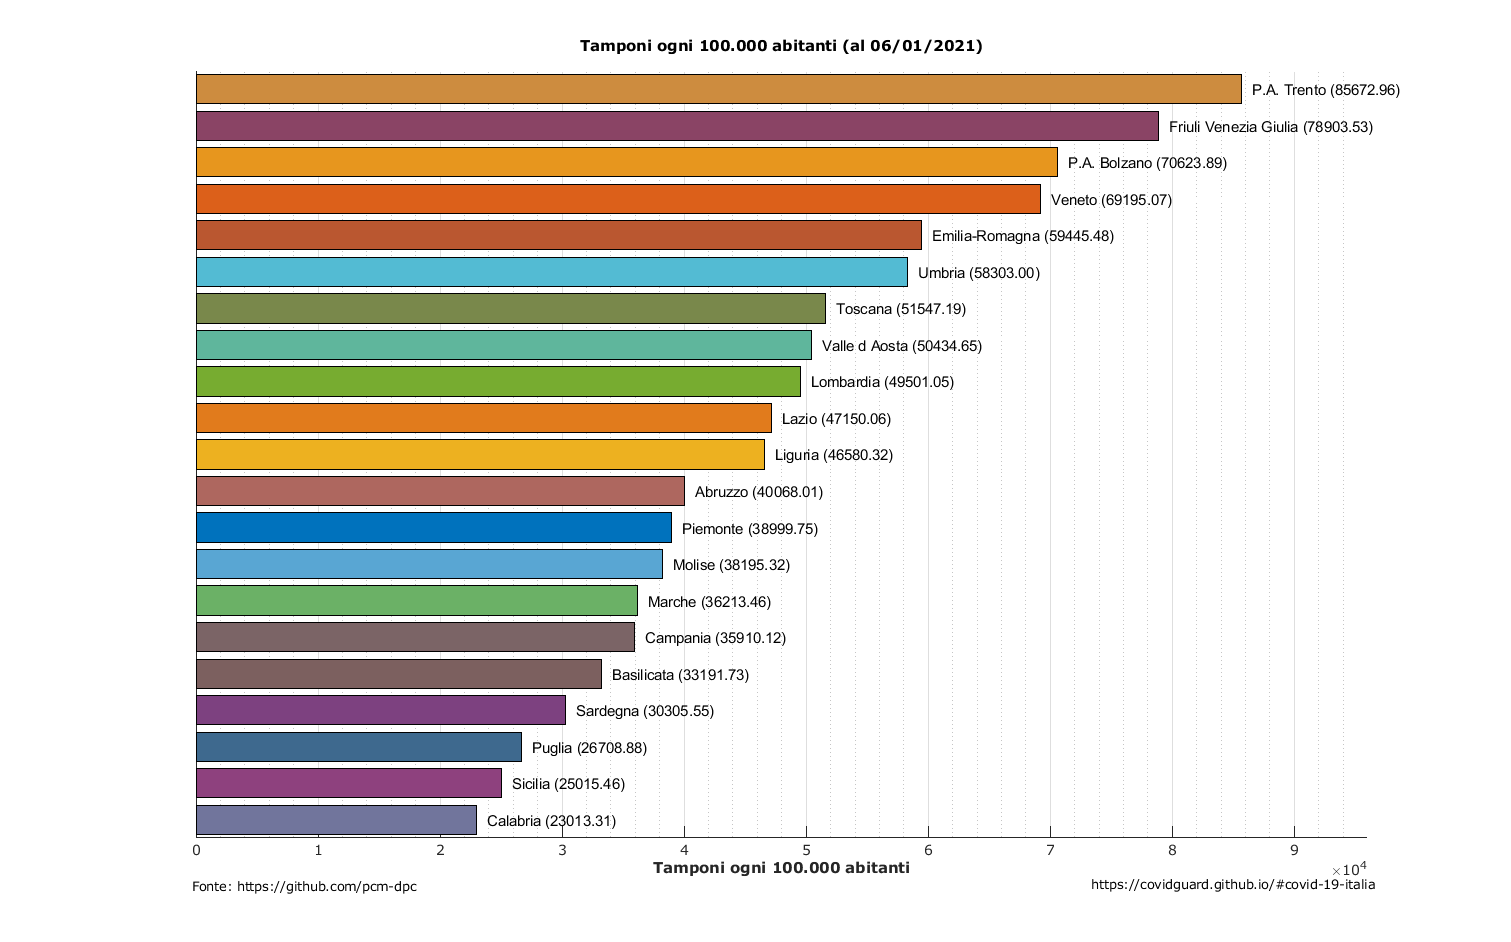 Tamponi ogni 100.000 abitanti (al 06/01/2021)
P.A. Trento (85672.96)
Friuli Venezia Giulia (78903.53)
P.A. Bolzano (70623.89)
Veneto (69195.07)
Emilia-Romagna (59445.48)
Umbria (58303.00)
Toscana (51547.19)
Valle d Aosta (50434.65)
Lombardia (49501.05)
Lazio (47150.06)
Liguria (46580.32)
Abruzzo (40068.01)
Piemonte (38999.75)
Molise (38195.32)
Marche (36213.46)
Campania (35910.12)
Basilicata (33191.73)
Sardegna (30305.55)
Puglia (26708.88)
Sicilia (25015.46)
Calabria (23013.31)
0 1 2 3 4 5 6 7 8 9
×10⁴
Tamponi ogni 100.000 abitanti
Fonte: https://github.com/pcm-dpc
https://covidguard.github.io/#covid-19-italia